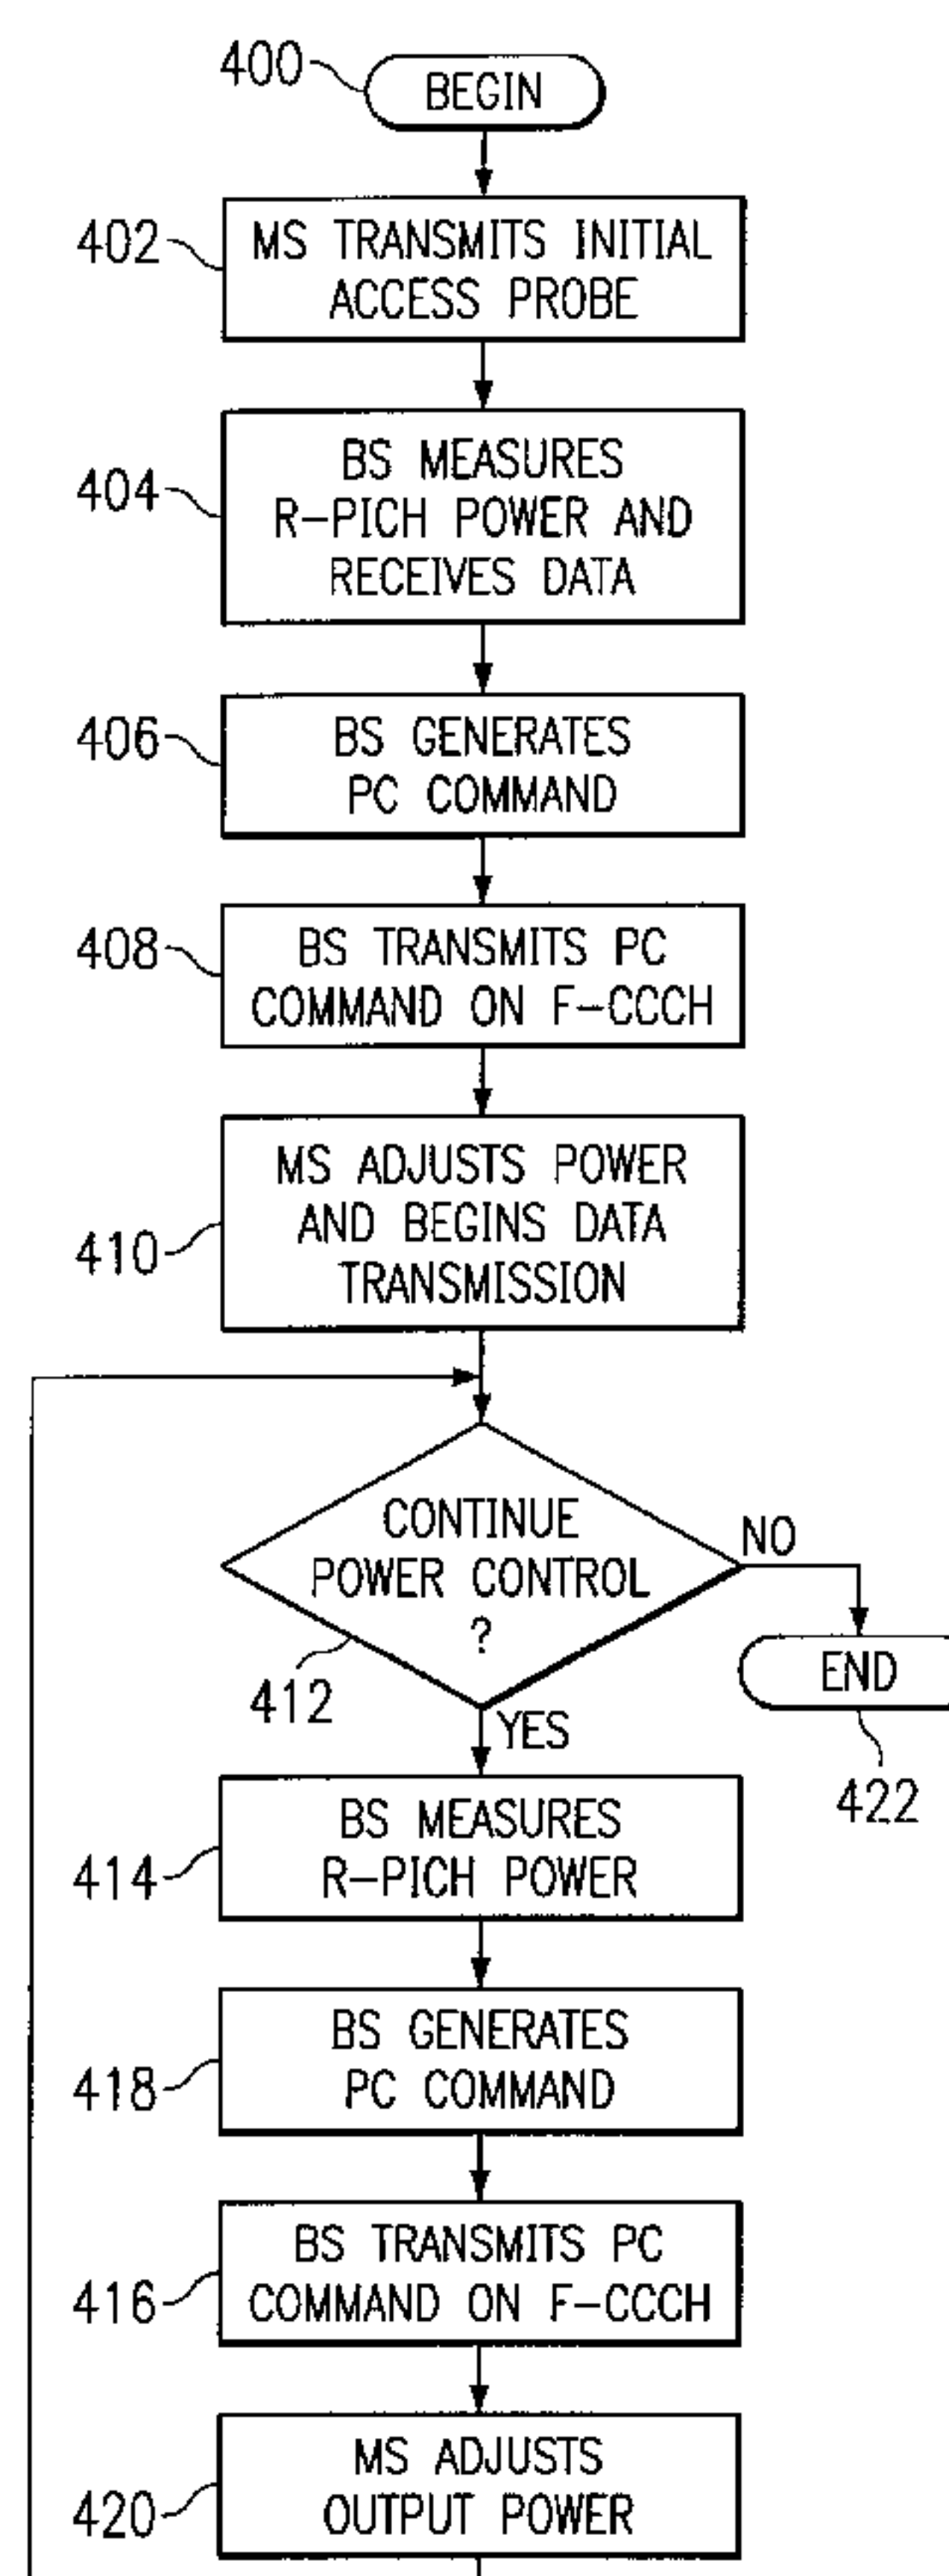 400
BEGIN
402
MS TRANSMITS INITIAL
ACCESS PROBE
404
BS MEASURES
R-PICH POWER AND
RECEIVES DATA
406
BS GENERATES
PC COMMAND
408
BS TRANSMITS PC
COMMAND ON F-CCCH
410
MS ADJUSTS POWER
AND BEGINS DATA
TRANSMISSION
CONTINUE
POWER CONTROL
?
412
NO
END
422
YES
414
BS MEASURES
R-PICH POWER
418
BS GENERATES
PC COMMAND
416
BS TRANSMITS PC
COMMAND ON F-CCCH
420
MS ADJUSTS
OUTPUT POWER